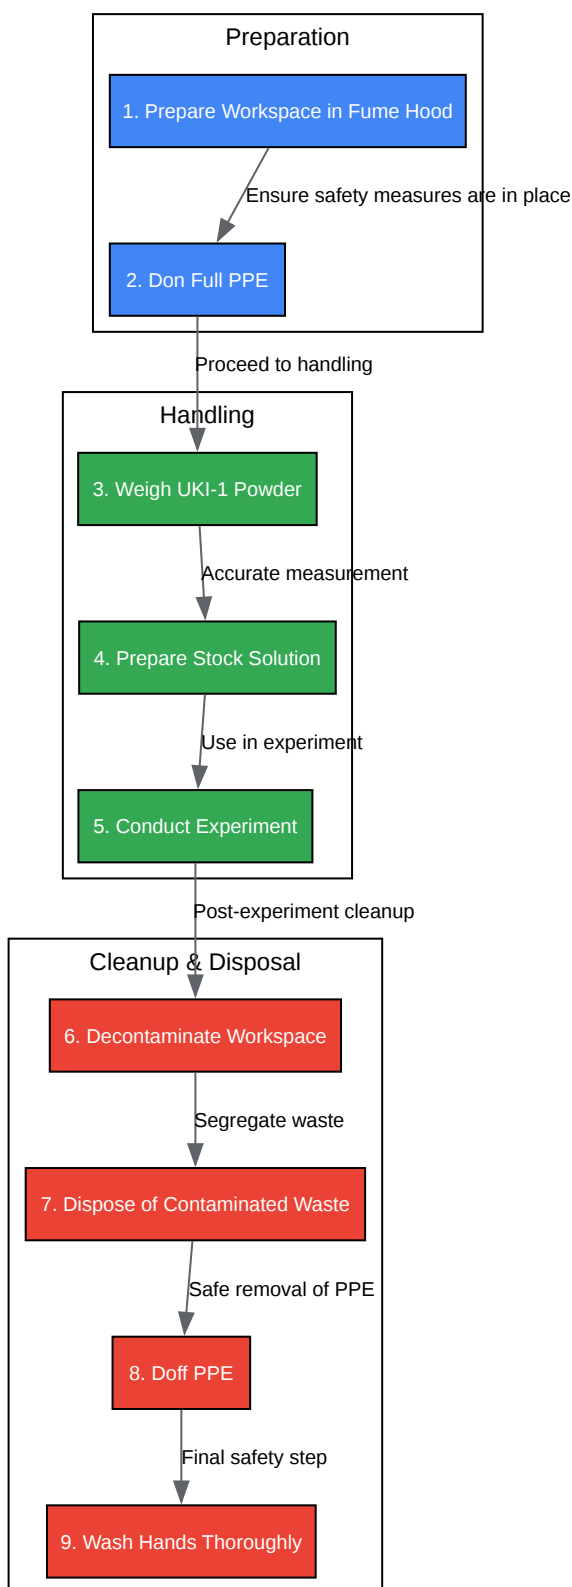 Preparation
1. Prepare Workspace in Fume Hood
Ensure safety measures are in place
2. Don Full PPE
Proceed to handling
Handling
3. Weigh UKI-1 Powder
Accurate measurement
4. Prepare Stock Solution
Use in experiment
5. Conduct Experiment
Post-experiment cleanup
Cleanup & Disposal
6. Decontaminate Workspace
Segregate waste
7. Dispose of Contaminated Waste
Safe removal of PPE
8. Doff PPE
Final safety step
9. Wash Hands Thoroughly